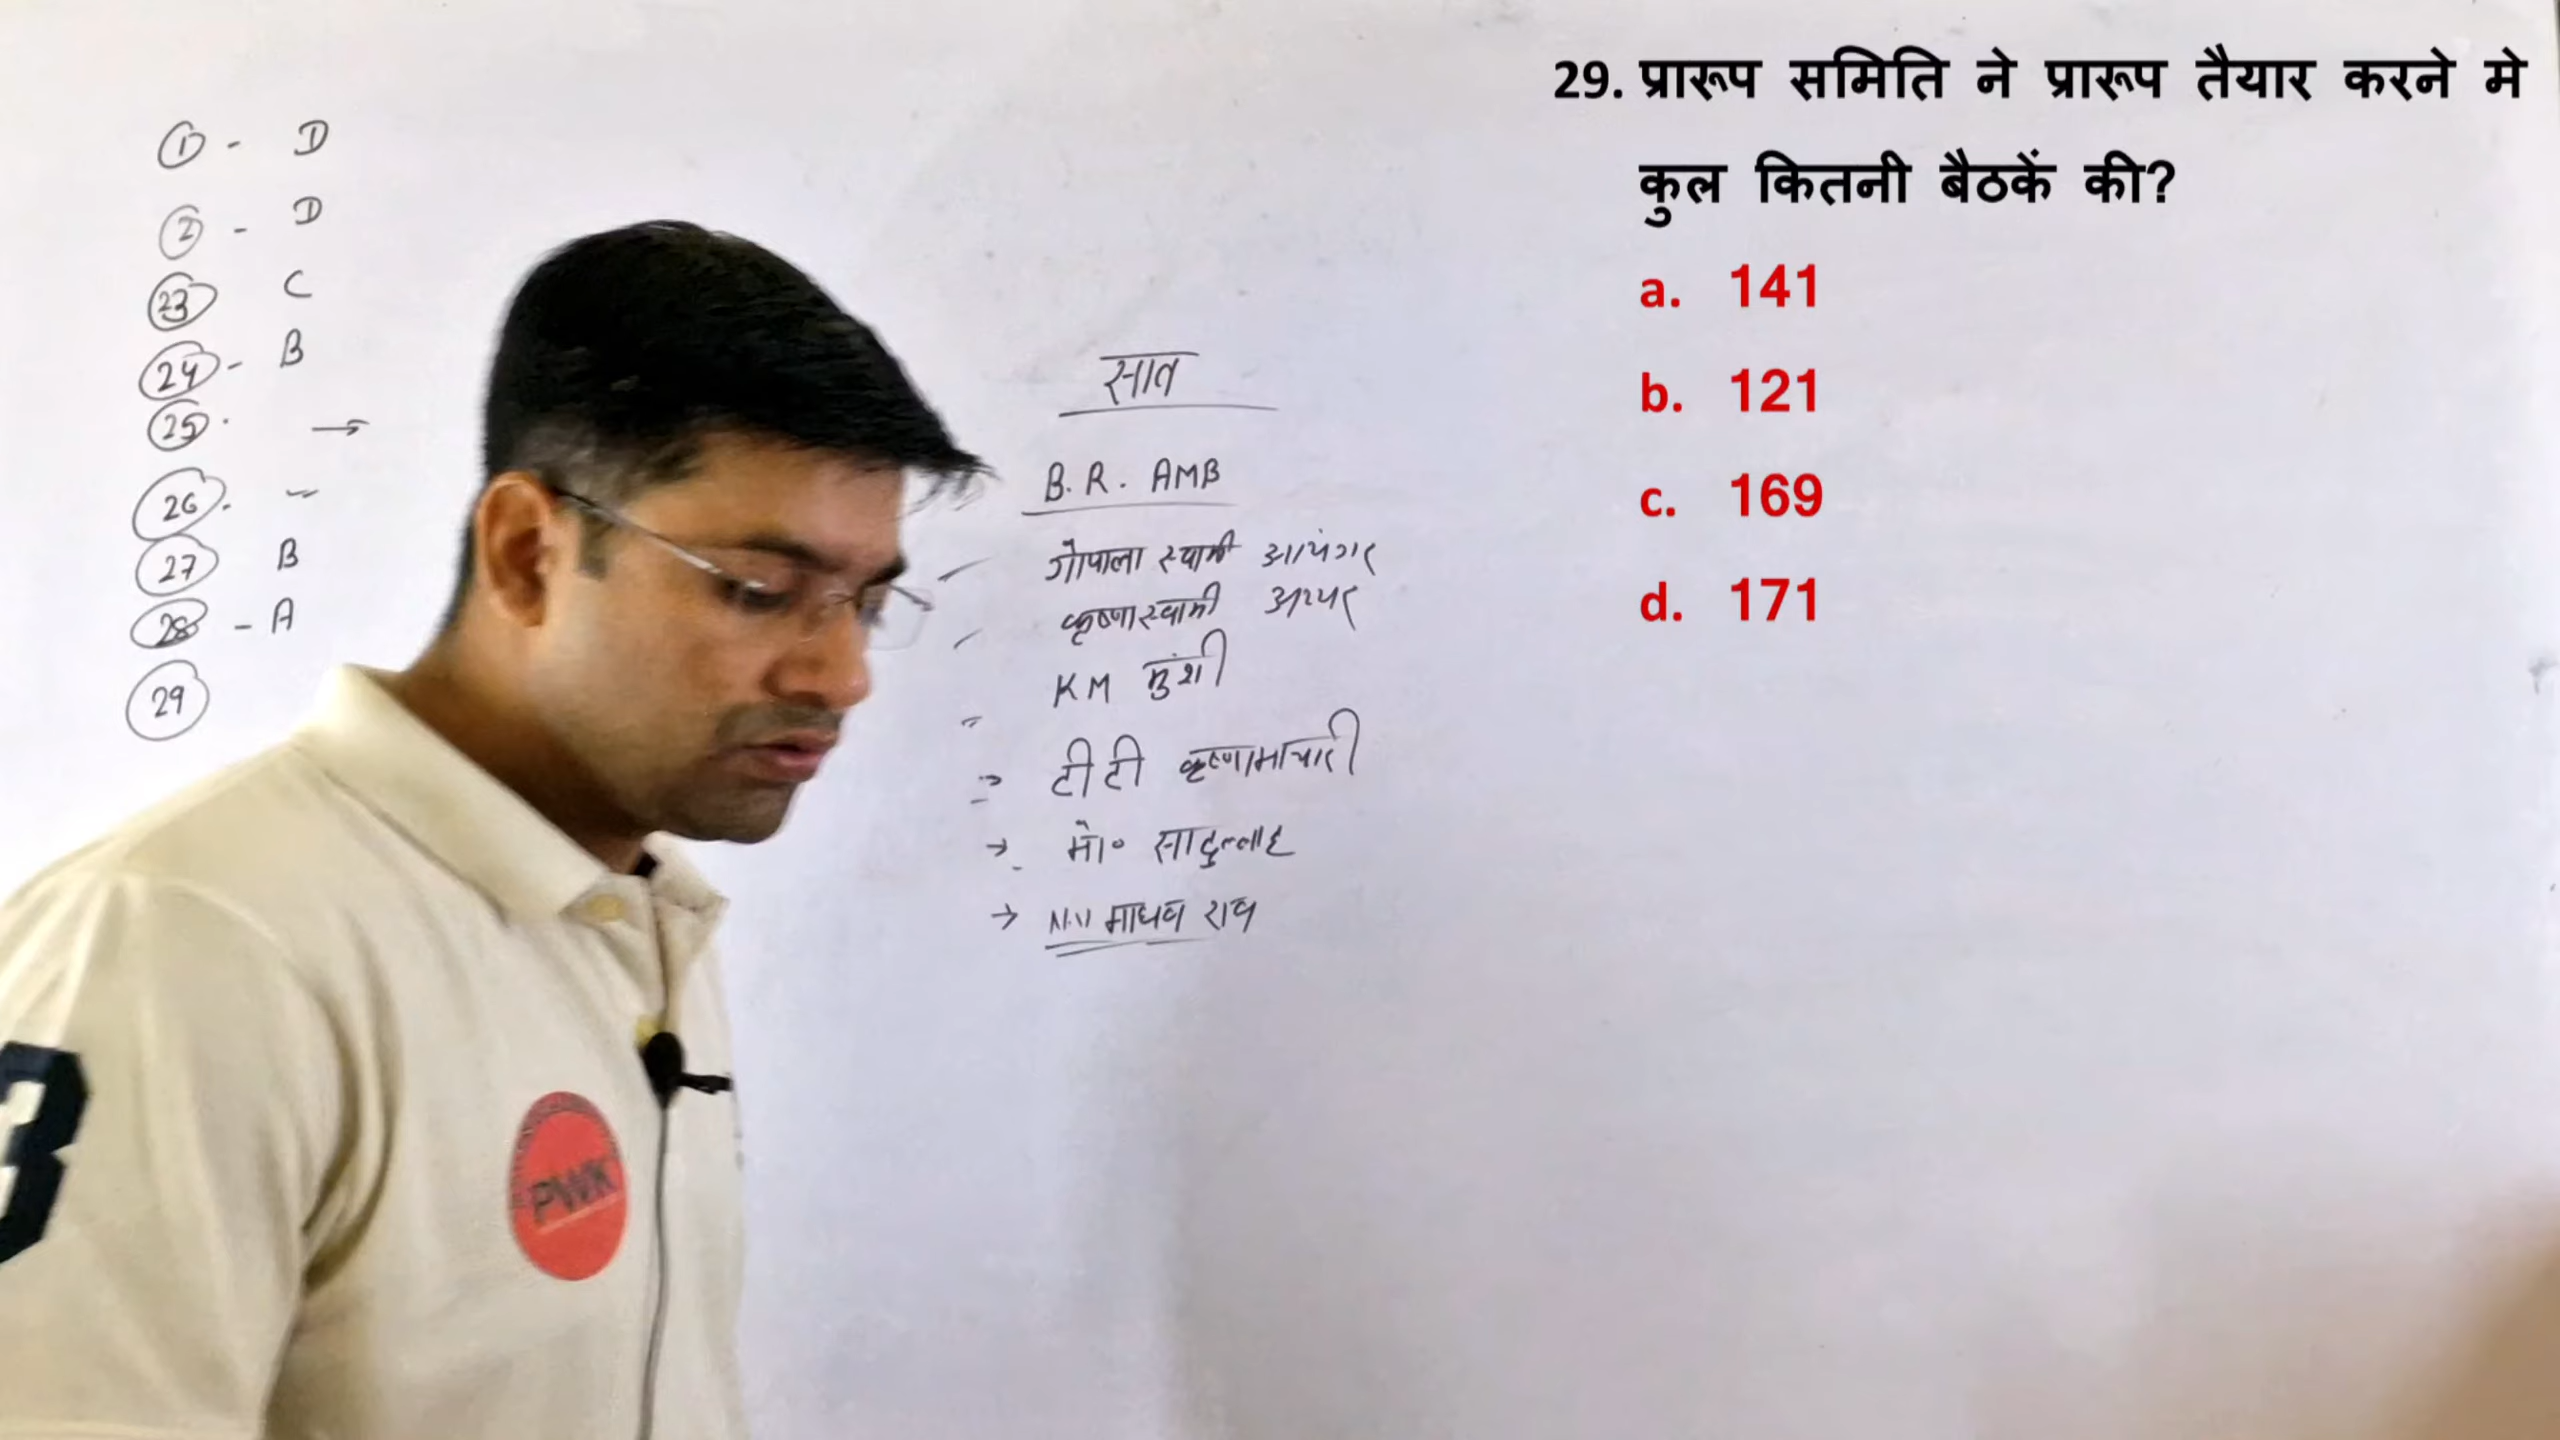 29. प्रारूप समिति ने प्रारूप तैयार करने मे
कुल कितनी बैठकें की?
a. 141
b. 121
c. 169
d. 171
1 - D
2 - D
23 C
24 - B
25. →
26. -
27 B
28 - A
29
सात
B. R. AMB
गोपाला स्वामी आयंगर
कृष्णास्वामी अय्यर
KM मुंशी
टी टी कृष्णामाचारी
→ मो० सादुल्लाह
→ माधव राव
PWK
3